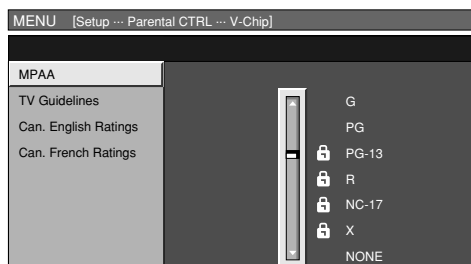 MENU [Setup ··· Parental CTRL ··· V-Chip]
MPAA
TV Guidelines
Can. English Ratings
Can. French Ratings
G
PG
PG-13
R
NC-17
X
NONE